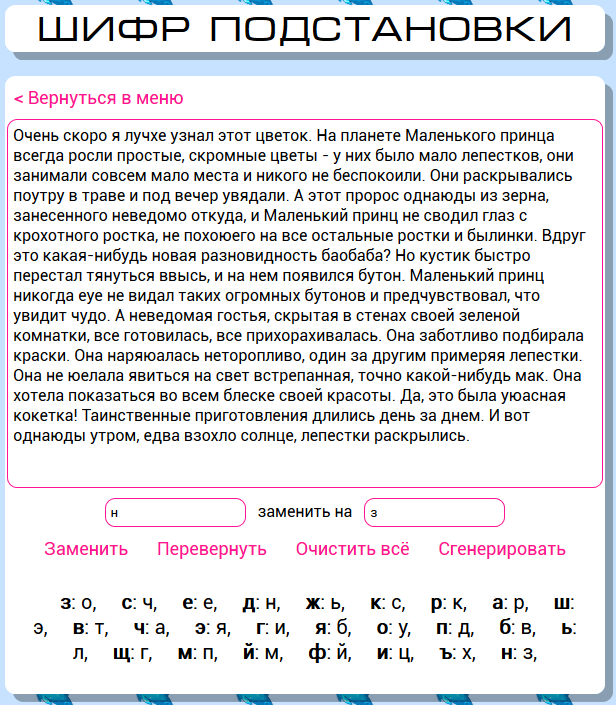 ШИФР ПОДСТАНОВКИ
< Вернуться в меню
Очень скоро я лучхе узнал этот цветок. На планете Маленького принца
всегда росли простые, скромные цветы - у них было мало лепестков, они
занимали совсем мало места и никого не беспокоили. Они раскрывались
поутру в траве и под вечер увядали. А этот пророс однаюды из зерна,
занесенного неведомо откуда, и Маленький принц не сводил глаз с
крохотного ростка, не похоюего на все остальные ростки и былинки. Вдруг
это какая-нибудь новая разновидность баобаба? Но кустик быстро
перестал тянуться ввысь, и на нем появился бутон. Маленький принц
никогда еуе не видал таких огромных бутонов и предчувствовал, что
увидит чудо. А неведомая гостья, скрытая в стенах своей зеленой
комнатки, все готовилась, все прихорахивалась. Она заботливо подбирала
краски. Она наряюалась неторопливо, один за другим примеряя лепестки.
Она не юелала явиться на свет встрепанная, точно какой-нибудь мак. Она
хотела показаться во всем блеске своей красоты. Да, это была уюасная
кокетка! Таинственные приготовления длились день за днем. И вот
однаюды утром, едва взохло солнце, лепестки раскрылись.
н заменить на з
Заменить Перевернуть Очистить всё Сгенерировать
з: о, с: ч, е: е, д: н, ж: ь, к: с, р: к, а: р, ш:
э, в: т, ч: а, э: я, г: и, я: б, о: у, п: д, б: в, ь:
л, щ: г, м: п, й: м, ф: й, и: ц, ъ: х, н: з,